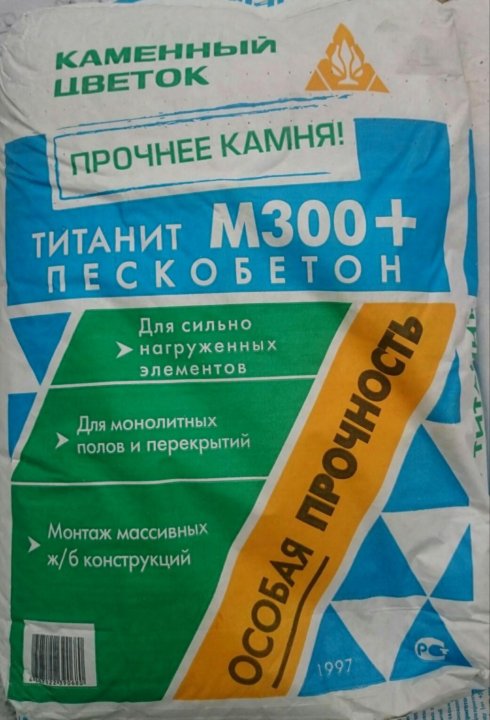 КАМЕННЫЙ
ЦВЕТОК
ПРОЧНЕЕ КАМНЯ!
ТИТАНИТ М300+
ПЕСКОБЕТОН
Для сильно
нагруженных
элементов
Для монолитных
полов и перекрытий
Монтаж массивных
ж/б конструкций
ОСОБАЯ ПРОЧНОСТЬ
1997